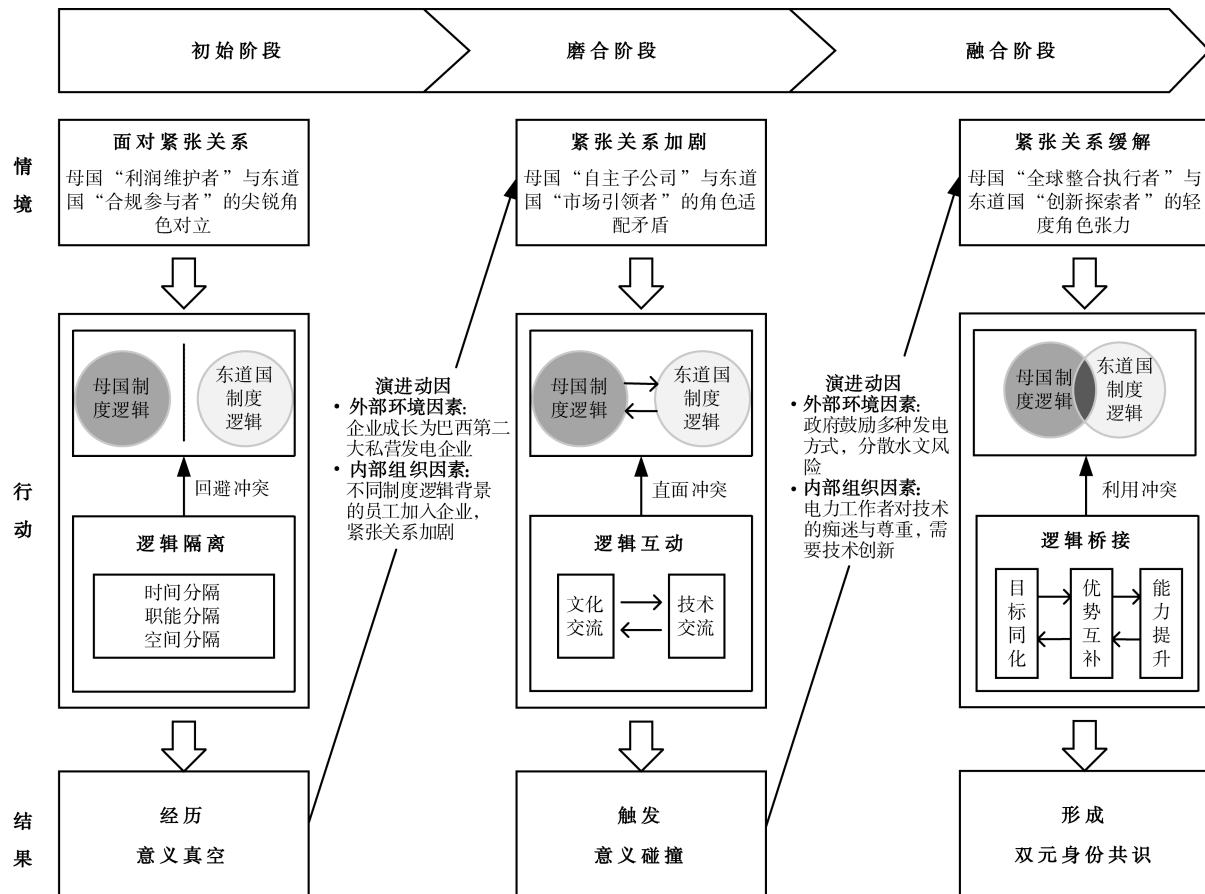 初始阶段
磨合阶段
融合阶段
情境
面对紧张关系
母国“利润维护者”与东道
国“合规参与者”的尖锐角
色对立
紧张关系加剧
母国“自主子公司”与东道
国“市场引领者”的角色适
配矛盾
紧张关系缓解
母国“全球整合执行者”与
东道国“创新探索者”的轻
度角色张力
行动
母国制
度逻辑
东道国
制度
逻辑
回避冲突
逻辑隔离
时间分隔
职能分隔
空间分隔
演进动因
• 外部环境因素:
企业成长为巴西第二
大私营发电企业
• 内部组织因素:
不同制度逻辑背景
的员工加入企业,
紧张关系加剧
母国制
度逻辑
东道国
制度
逻辑
直面冲突
逻辑互动
文化
交流
技术
交流
演进动因
• 外部环境因素:
政府鼓励多种发电
方式，分散水文风
险
• 内部组织因素:
电力工作者对技术
的痴迷与尊重,需
要技术创新
母国制
度逻辑
东道国
制度
逻辑
利用冲突
逻辑桥接
目标同化
优势互补
能力提升
结果
经历
意义真空
触发
意义碰撞
形成
双元身份共识